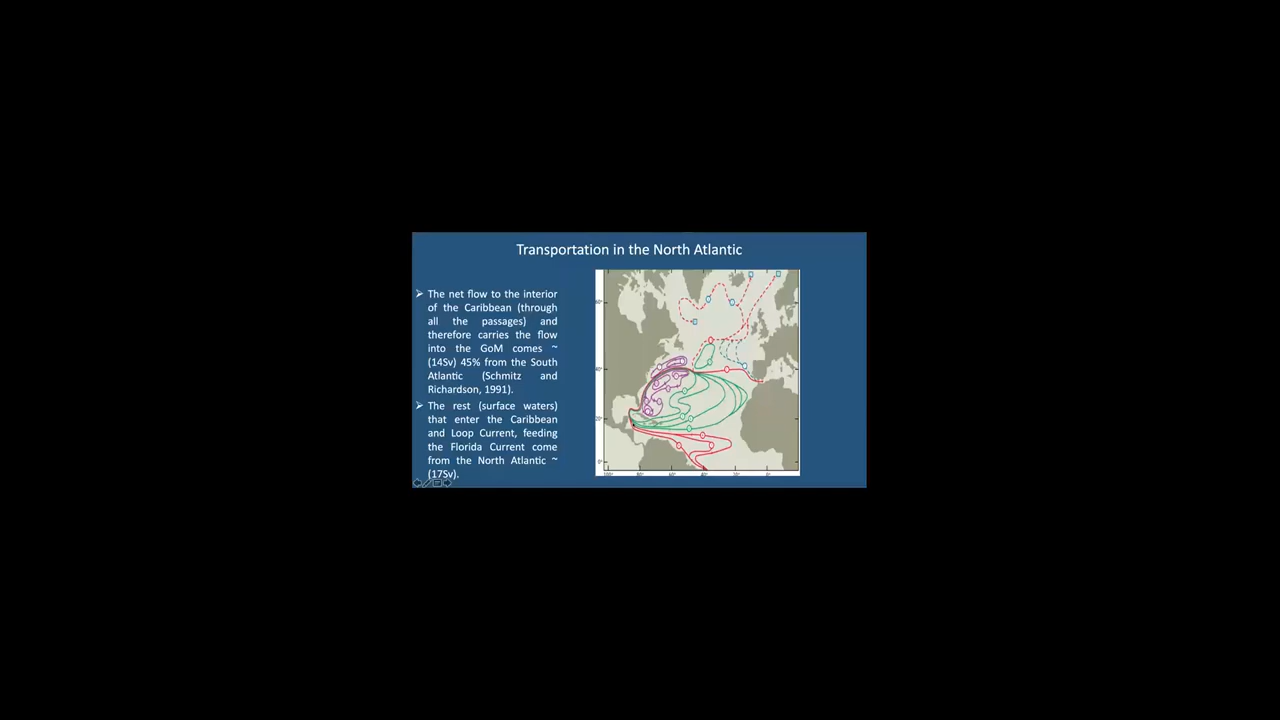 Transportation in the North Atlantic
➢ The net flow to the interior
of the Caribbean (through
all the passages) and
therefore carries the flow
into the GoM comes ~
(14Sv) 45% from the South
Atlantic (Schmitz and
Richardson, 1991).
➢ The rest (surface waters)
that enter the Caribbean
and Loop Current, feeding
the Florida Current come
from the North Atlantic ~
(17Sv).